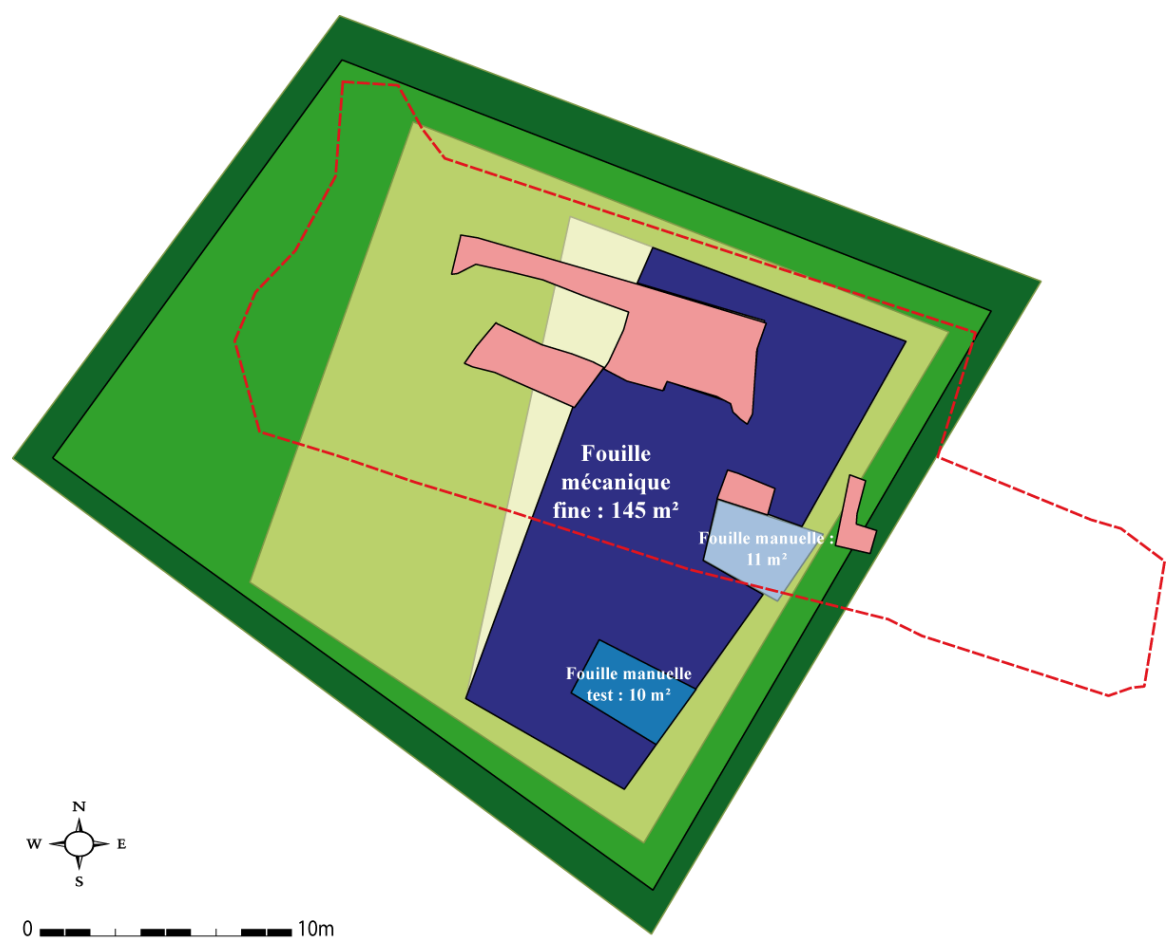 Fouille
mécanique
fine : 145 m²
Fouille manuelle :
11 m²
Fouille manuelle
test : 10 m²
N
W E
S
0 10m